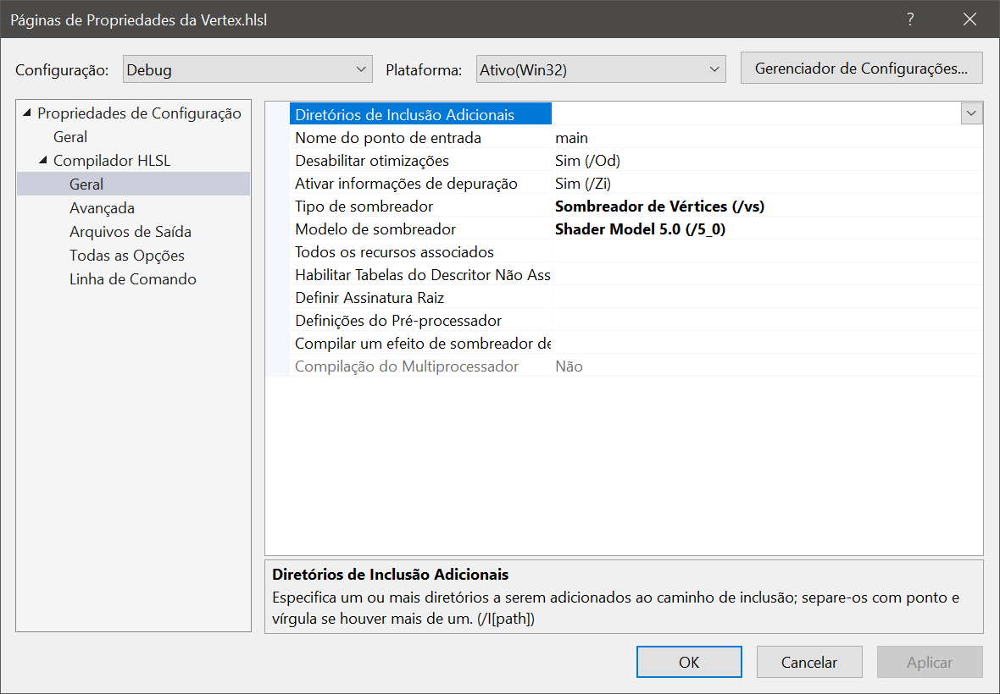 Páginas de Propriedades da Vertex.hlsl
?
Configuração: Debug Plataforma: Ativo(Win32) Gerenciador de Configurações...
Propriedades de Configuração
Geral
Compilador HLSL
Geral
Avançada
Arquivos de Saída
Todas as Opções
Linha de Comando
Diretórios de Inclusão Adicionais
Nome do ponto de entrada main
Desabilitar otimizações Sim (/Od)
Ativar informações de depuração Sim (/Zi)
Tipo de sombreador Sombreador de Vértices (/vs)
Modelo de sombreador Shader Model 5.0 (/5_0)
Todos os recursos associados
Habilitar Tabelas do Descritor Não Ass
Definir Assinatura Raiz
Definições do Pré-processador
Compilar um efeito de sombreador de
Compilação do Multiprocessador Não
Diretórios de Inclusão Adicionais
Especifica um ou mais diretórios a serem adicionados ao caminho de inclusão; separe-os com ponto e
vírgula se houver mais de um. (/I[path])
OK Cancelar Aplicar